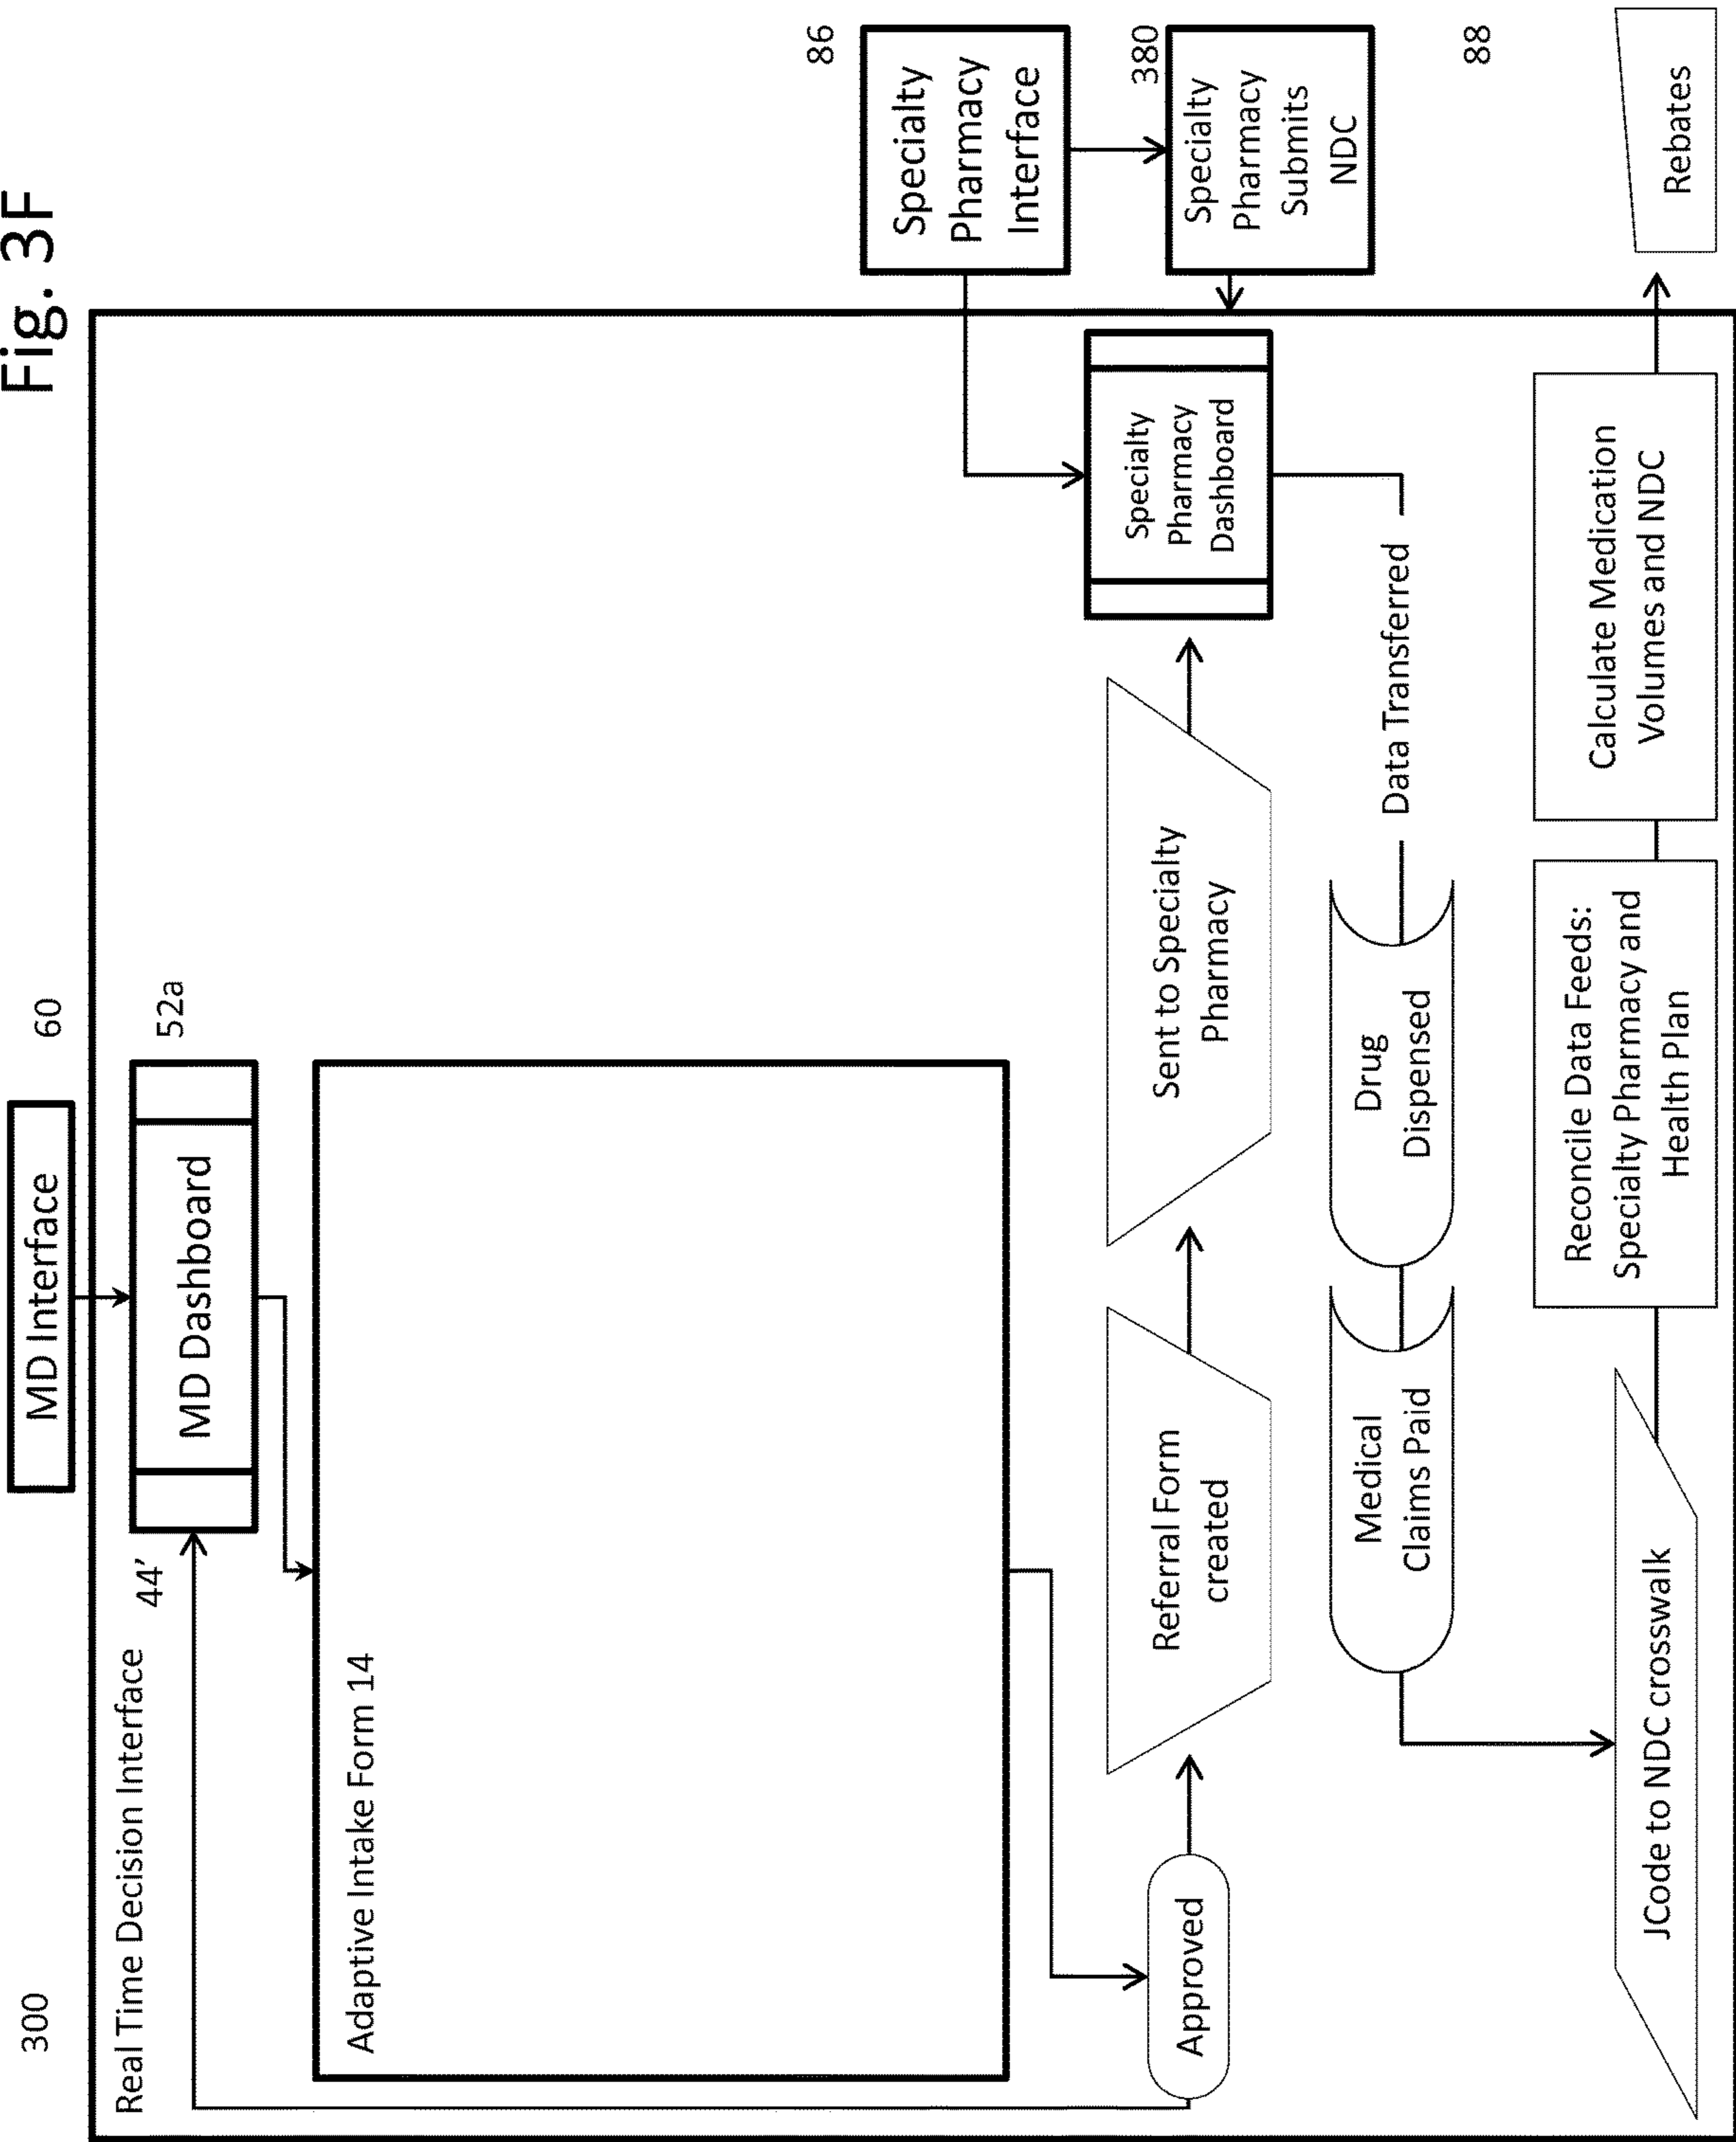 Fig. 3F
300
MD Interface
60
Real Time Decision Interface
44'
MD Dashboard
52a
Adaptive Intake Form 14
86
Specialty
Pharmacy
Interface
380
Specialty
Pharmacy
Submits
NDC
Approved
Referral Form
created
Sent to Specialty
Pharmacy
Specialty
Pharmacy
Dashboard
Medical
Claims Paid
Drug
Dispensed
Data Transferred
88
JCode to NDC crosswalk
Reconcile Data Feeds:
Specialty Pharmacy and
Health Plan
Calculate Medication
Volumes and NDC
Rebates